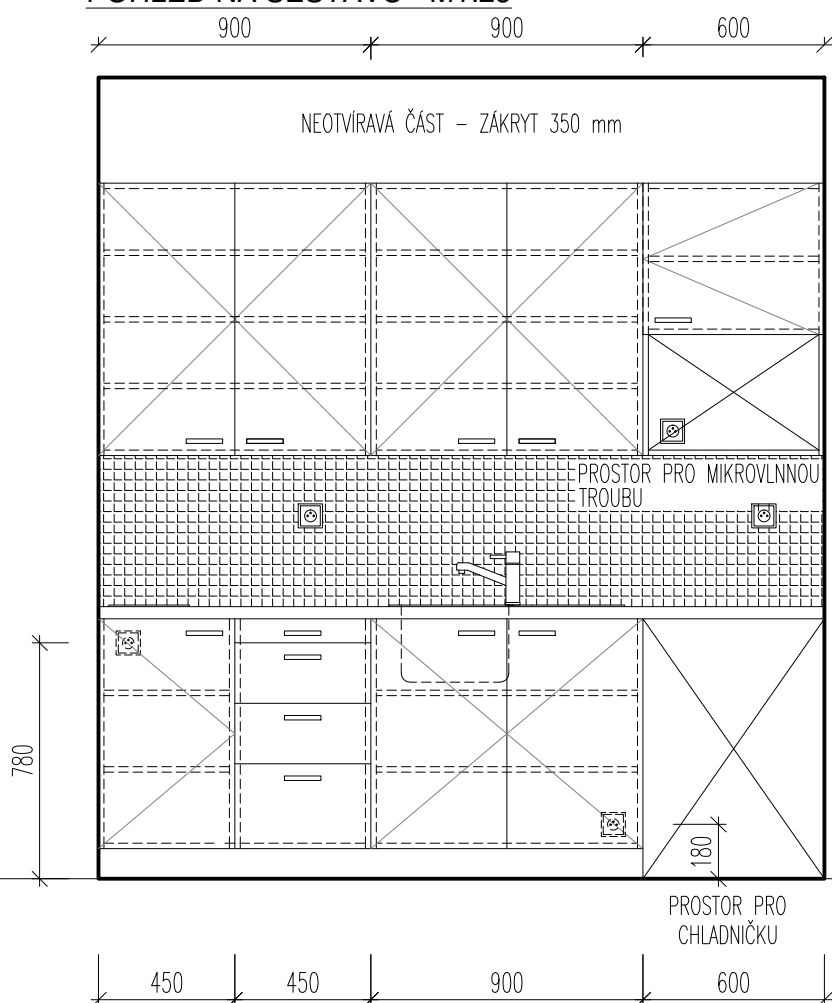 900 900 600
NEOTVÍRAVÁ ČÁST – ZÁKRYT 350 mm
PROSTOR PRO MIKROVLNNOU
TROUBU
780
180
PROSTOR PRO
CHLADNIČKU
450 450 900 600